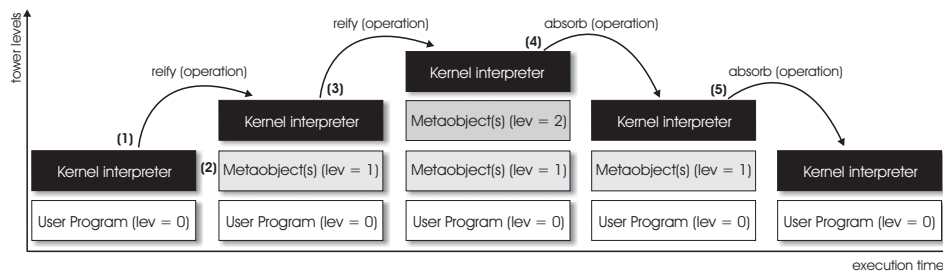 tower levels
reify (operation)
reify (operation)
absorb (operation)
absorb (operation)
(1)
(2)
(3)
(4)
(5)
Kernel interpreter
User Program (lev = 0)
Kernel interpreter
Metaobject(s) (lev = 1)
User Program (lev = 0)
Kernel interpreter
Metaobject(s) (lev = 2)
Metaobject(s) (lev = 1)
User Program (lev = 0)
Kernel interpreter
Metaobject(s) (lev = 1)
User Program (lev = 0)
Kernel interpreter
User Program (lev = 0)
execution time